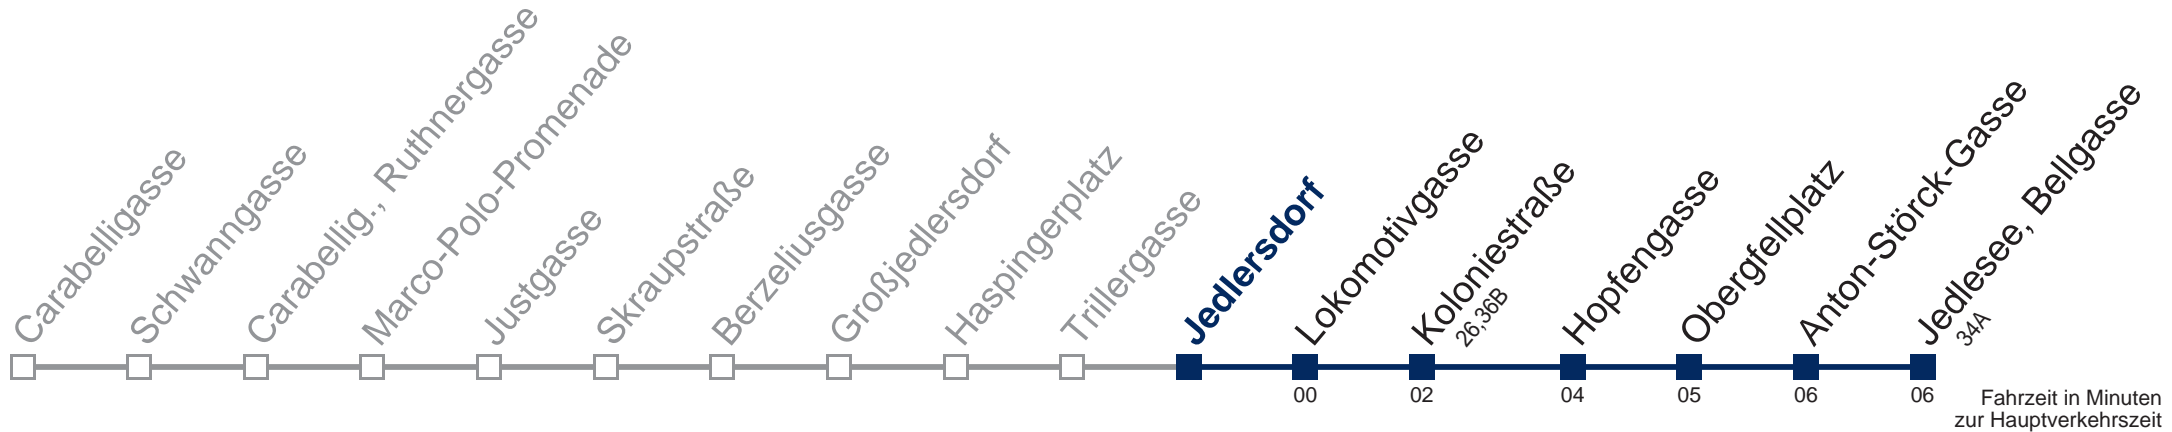 Carabelligasse
Schwanngasse
Carabellig., Ruthnergasse
Marco-Polo-Promenade
Justgasse
Skraupstraße
Berzeliusgasse
Großjedlersdorf
Haspingerplatz
Trillergasse
Jedlersdorf
Lokomotivgasse
Koloniestraße
26,36B
Hopfengasse
Obergfellplatz
Anton-Störck-Gasse
Jedlesee, Bellgasse
34A
00
02
04
05
06
06
Fahrzeit in Minuten
zur Hauptverkehrszeit